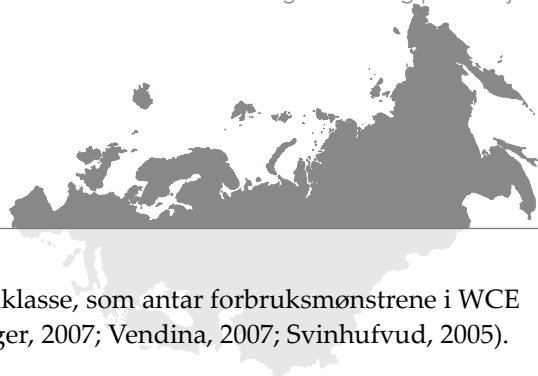 klasse, som antar forbruksmønstrene i WCE
ger, 2007; Vendina, 2007; Svinhufvud, 2005).